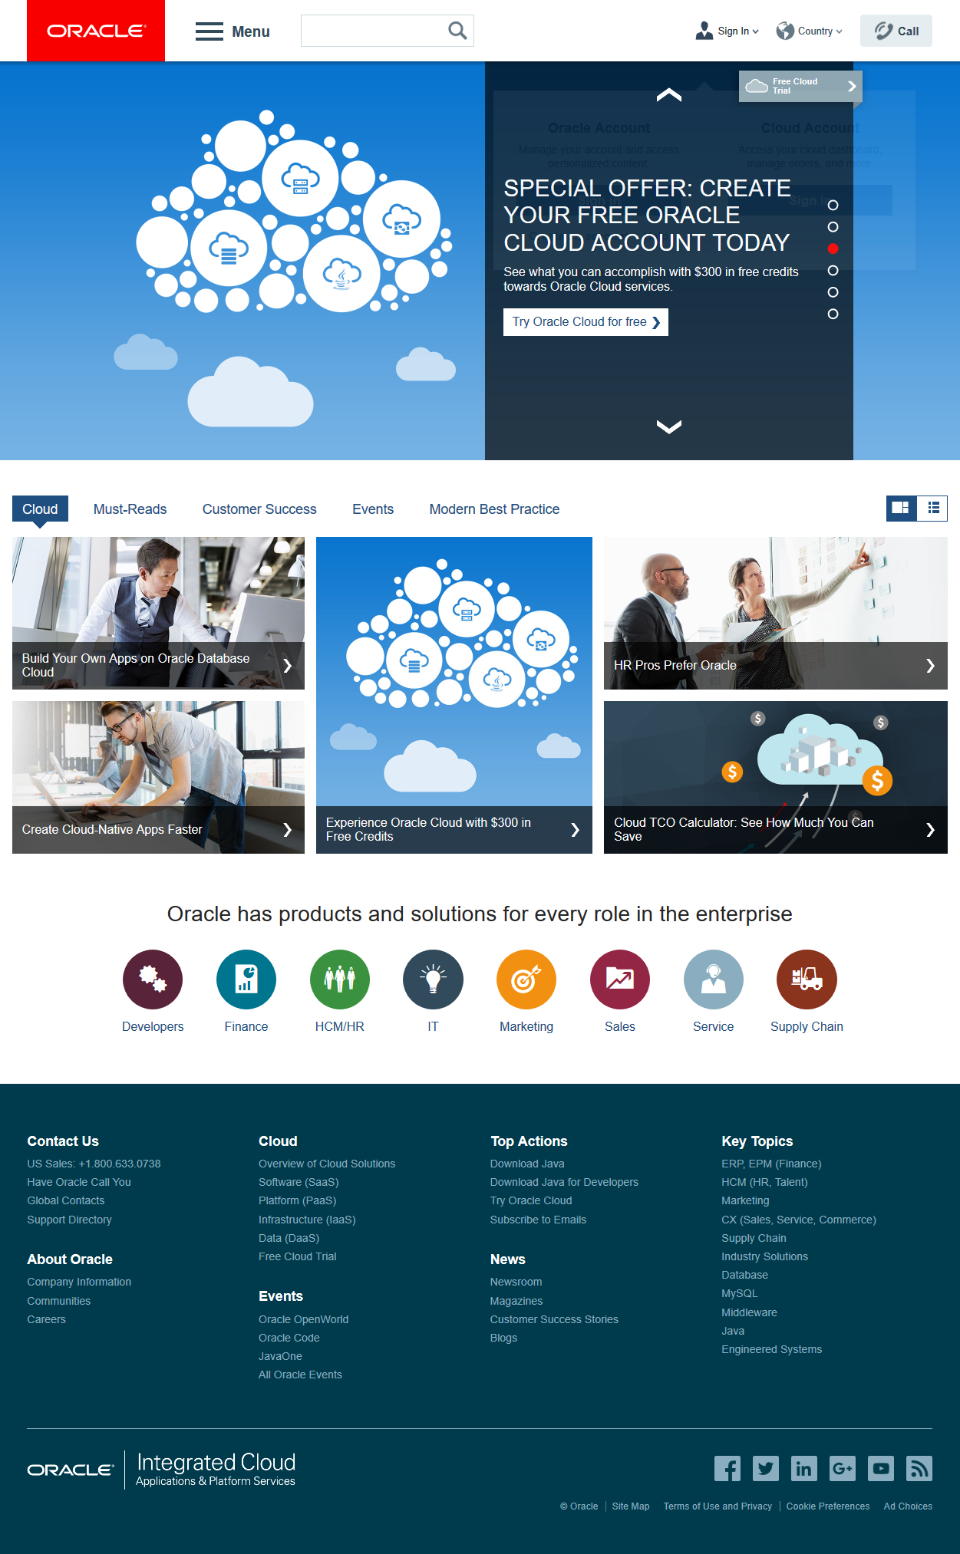 ORACLE
Menu
Sign In
Country
Call
Free Cloud
Trial
Oracle Account
Cloud Account
Manage your account and access
personalized content.
Access your cloud dashboard,
manage orders, and more.
Sign In
SPECIAL OFFER: CREATE
YOUR FREE ORACLE
CLOUD ACCOUNT TODAY
See what you can accomplish with $300 in free credits
towards Oracle Cloud services.
Try Oracle Cloud for free
Cloud
Must-Reads
Customer Success
Events
Modern Best Practice
Build Your Own Apps on Oracle Database
Cloud
HR Pros Prefer Oracle
Create Cloud-Native Apps Faster
Experience Oracle Cloud with $300 in
Free Credits
Cloud TCO Calculator: See How Much You Can
Save
Oracle has products and solutions for every role in the enterprise
Developers
Finance
HCM/HR
IT
Marketing
Sales
Service
Supply Chain
Contact Us
US Sales: +1.800.633.0738
Have Oracle Call You
Global Contacts
Support Directory
About Oracle
Company Information
Communities
Careers
Cloud
Overview of Cloud Solutions
Software (SaaS)
Platform (PaaS)
Infrastructure (IaaS)
Data (DaaS)
Free Cloud Trial
Events
Oracle OpenWorld
Oracle Code
JavaOne
All Oracle Events
Top Actions
Download Java
Download Java for Developers
Try Oracle Cloud
Subscribe to Emails
News
Newsroom
Magazines
Customer Success Stories
Blogs
Key Topics
ERP, EPM (Finance)
HCM (HR, Talent)
Marketing
CX (Sales, Service, Commerce)
Supply Chain
Industry Solutions
Database
MySQL
Middleware
Java
Engineered Systems
ORACLE
Integrated Cloud
Applications & Platform Services
© Oracle
Site Map
Terms of Use and Privacy
Cookie Preferences
Ad Choices